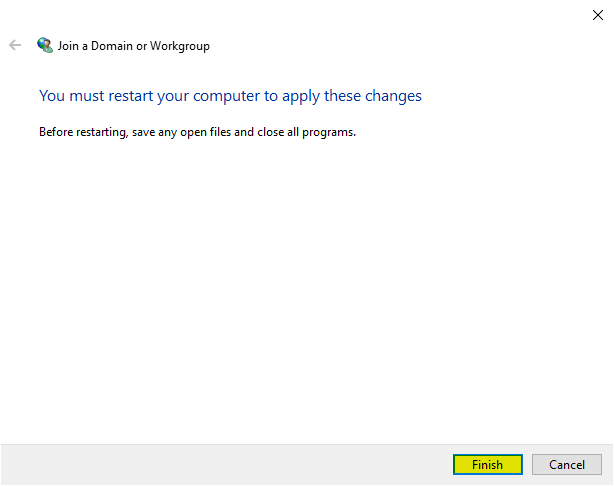 Join a Domain or Workgroup
You must restart your computer to apply these changes
Before restarting, save any open files and close all programs.
Finish
Cancel